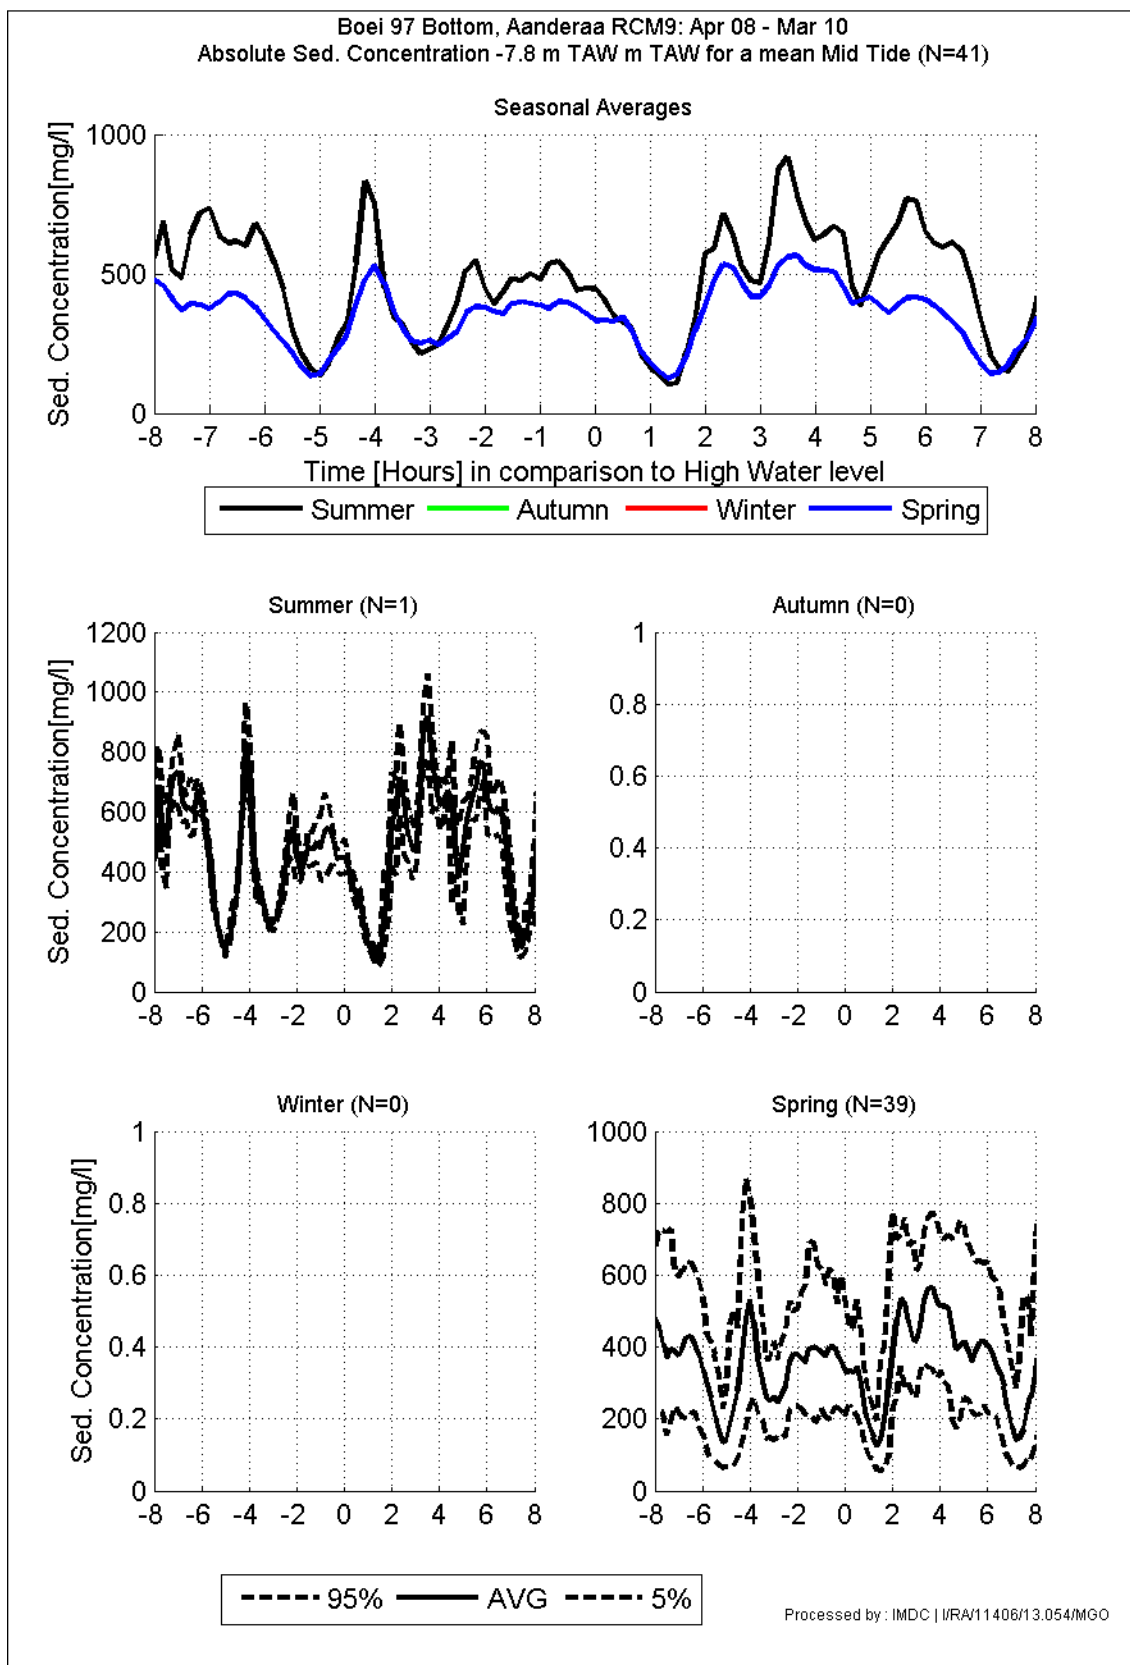 Boei 97 Bottom, Aanderaa RCM9: Apr 08 - Mar 10
Absolute Sed. Concentration -7.8 m TAW m TAW for a mean Mid Tide (N=41)
Seasonal Averages
Sed. Concentration[mg/l]
1000
500
0
-8 -7 -6 -5 -4 -3 -2 -1 0 1 2 3 4 5 6 7 8
Time [Hours] in comparison to High Water level
Summer Autumn Winter Spring
Summer (N=1)
Sed. Concentration[mg/l]
1200
1000
800
600
400
200
0
-8 -6 -4 -2 0 2 4 6 8
Autumn (N=0)
1
0.8
0.6
0.4
0.2
0
-8 -6 -4 -2 0 2 4 6 8
Winter (N=0)
Sed. Concentration[mg/l]
1
0.8
0.6
0.4
0.2
0
-8 -6 -4 -2 0 2 4 6 8
Spring (N=39)
1000
800
600
400
200
0
-8 -6 -4 -2 0 2 4 6 8
95% AVG 5%
Processed by : IMDC | I/RA/11406/13.054/MGO